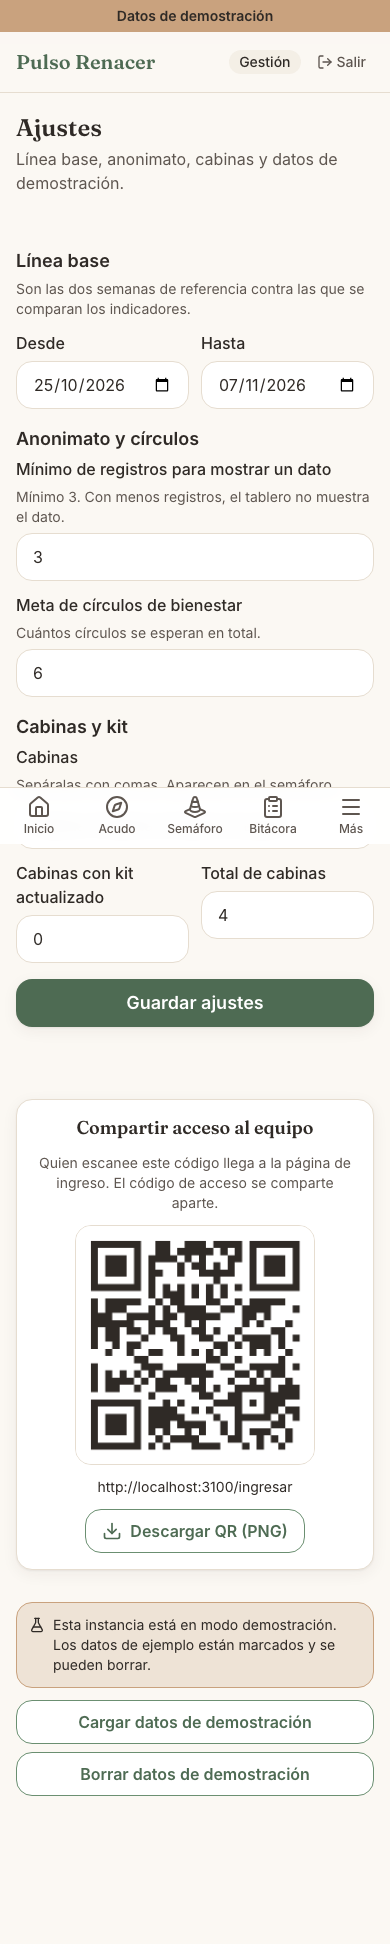 Datos de demostración
Pulso Renacer
Gestión
Salir
Ajustes
Línea base, anonimato, cabinas y datos de
demostración.
Línea base
Son las dos semanas de referencia contra las que se
comparan los indicadores.
Desde
Hasta
25/10/2026
07/11/2026
Anonimato y círculos
Mínimo de registros para mostrar un dato
Mínimo 3. Con menos registros, el tablero no muestra
el dato.
3
Meta de círculos de bienestar
Cuántos círculos se esperan en total.
6
Cabinas y kit
Cabinas
Sepáralas con comas. Aparecen en el semáforo.
Inicio
Acudo
Semáforo
Bitácora
Más
Cabinas con kit
actualizado
Total de cabinas
0
4
Guardar ajustes
Compartir acceso al equipo
Quien escanee este código llega a la página de
ingreso. El código de acceso se comparte
aparte.
http://localhost:3100/ingresar
Descargar QR (PNG)
Esta instancia está en modo demostración.
Los datos de ejemplo están marcados y se
pueden borrar.
Cargar datos de demostración
Borrar datos de demostración